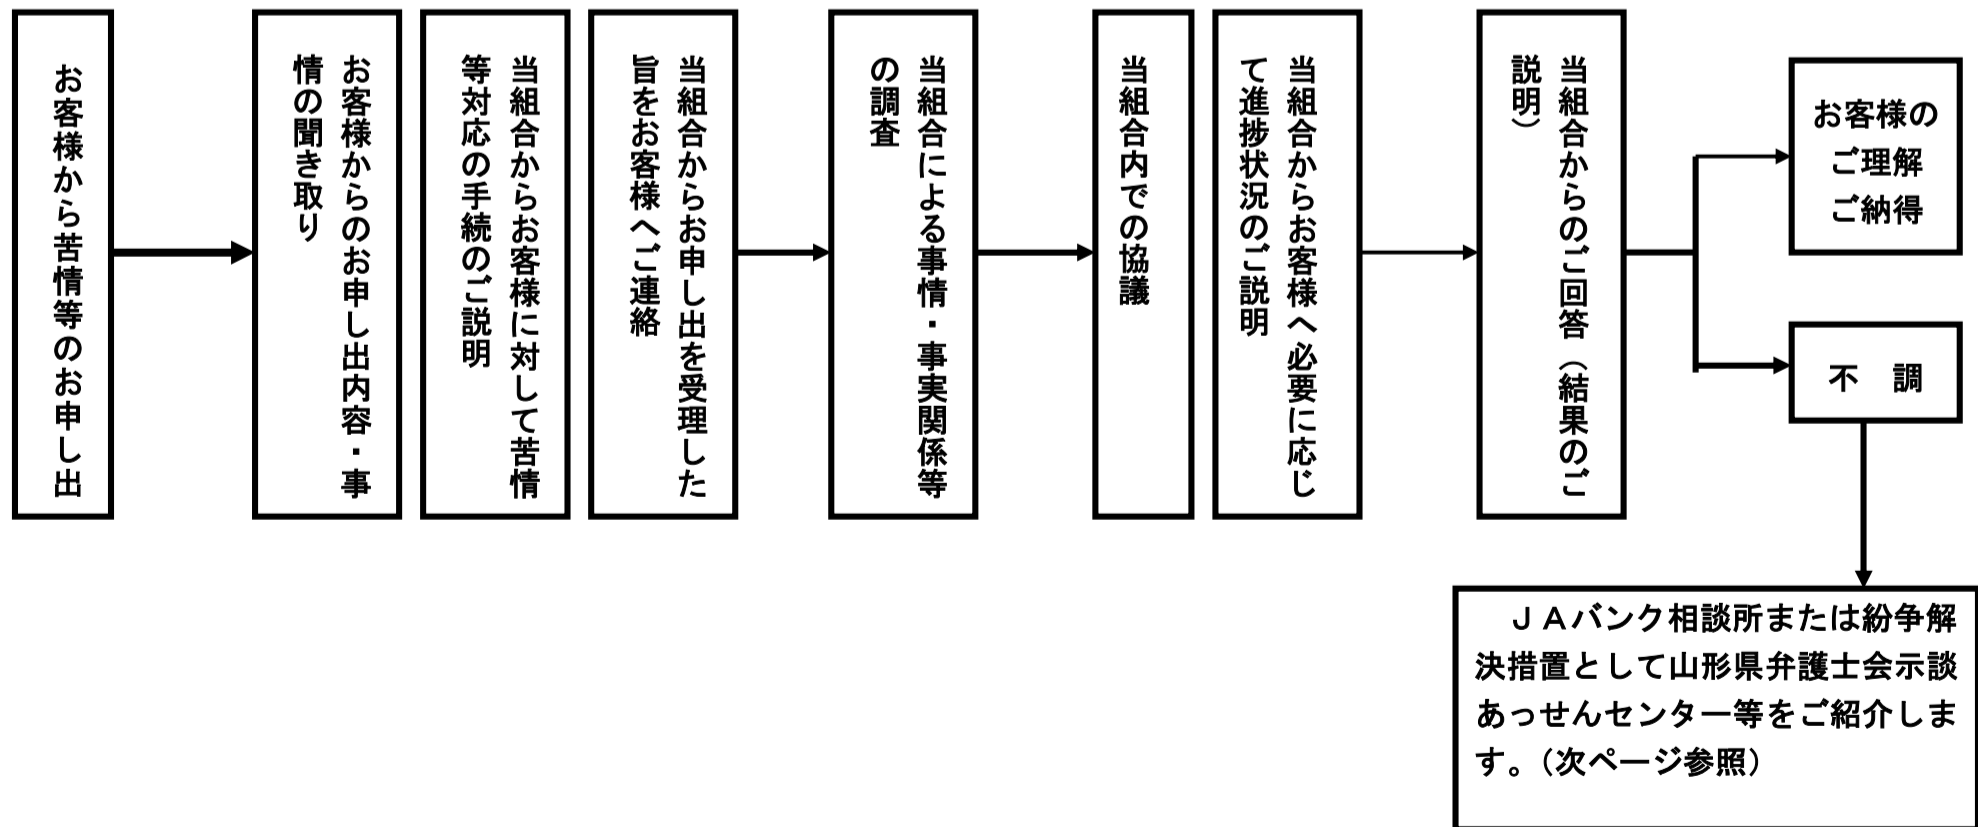 お客様から苦情等のお申し出
お客様からのお申し出内容・事
情の聞き取り
当組合からお客様に対して苦情
等対応の手続のご説明
当組合からお申し出を受理した
旨をお客様へご連絡
当組合による事情・事実関係等
の調査
当組合内での協議
当組合からお客様へ必要に応じ
て進捗状況のご説明
当組合からのご回答（結果のご
説明）
お客様の
ご理解
ご納得
不　調
ＪＡバンク相談所または紛争解
決措置として山形県弁護士会示談
あっせんセンター等をご紹介しま
す。（次ページ参照）